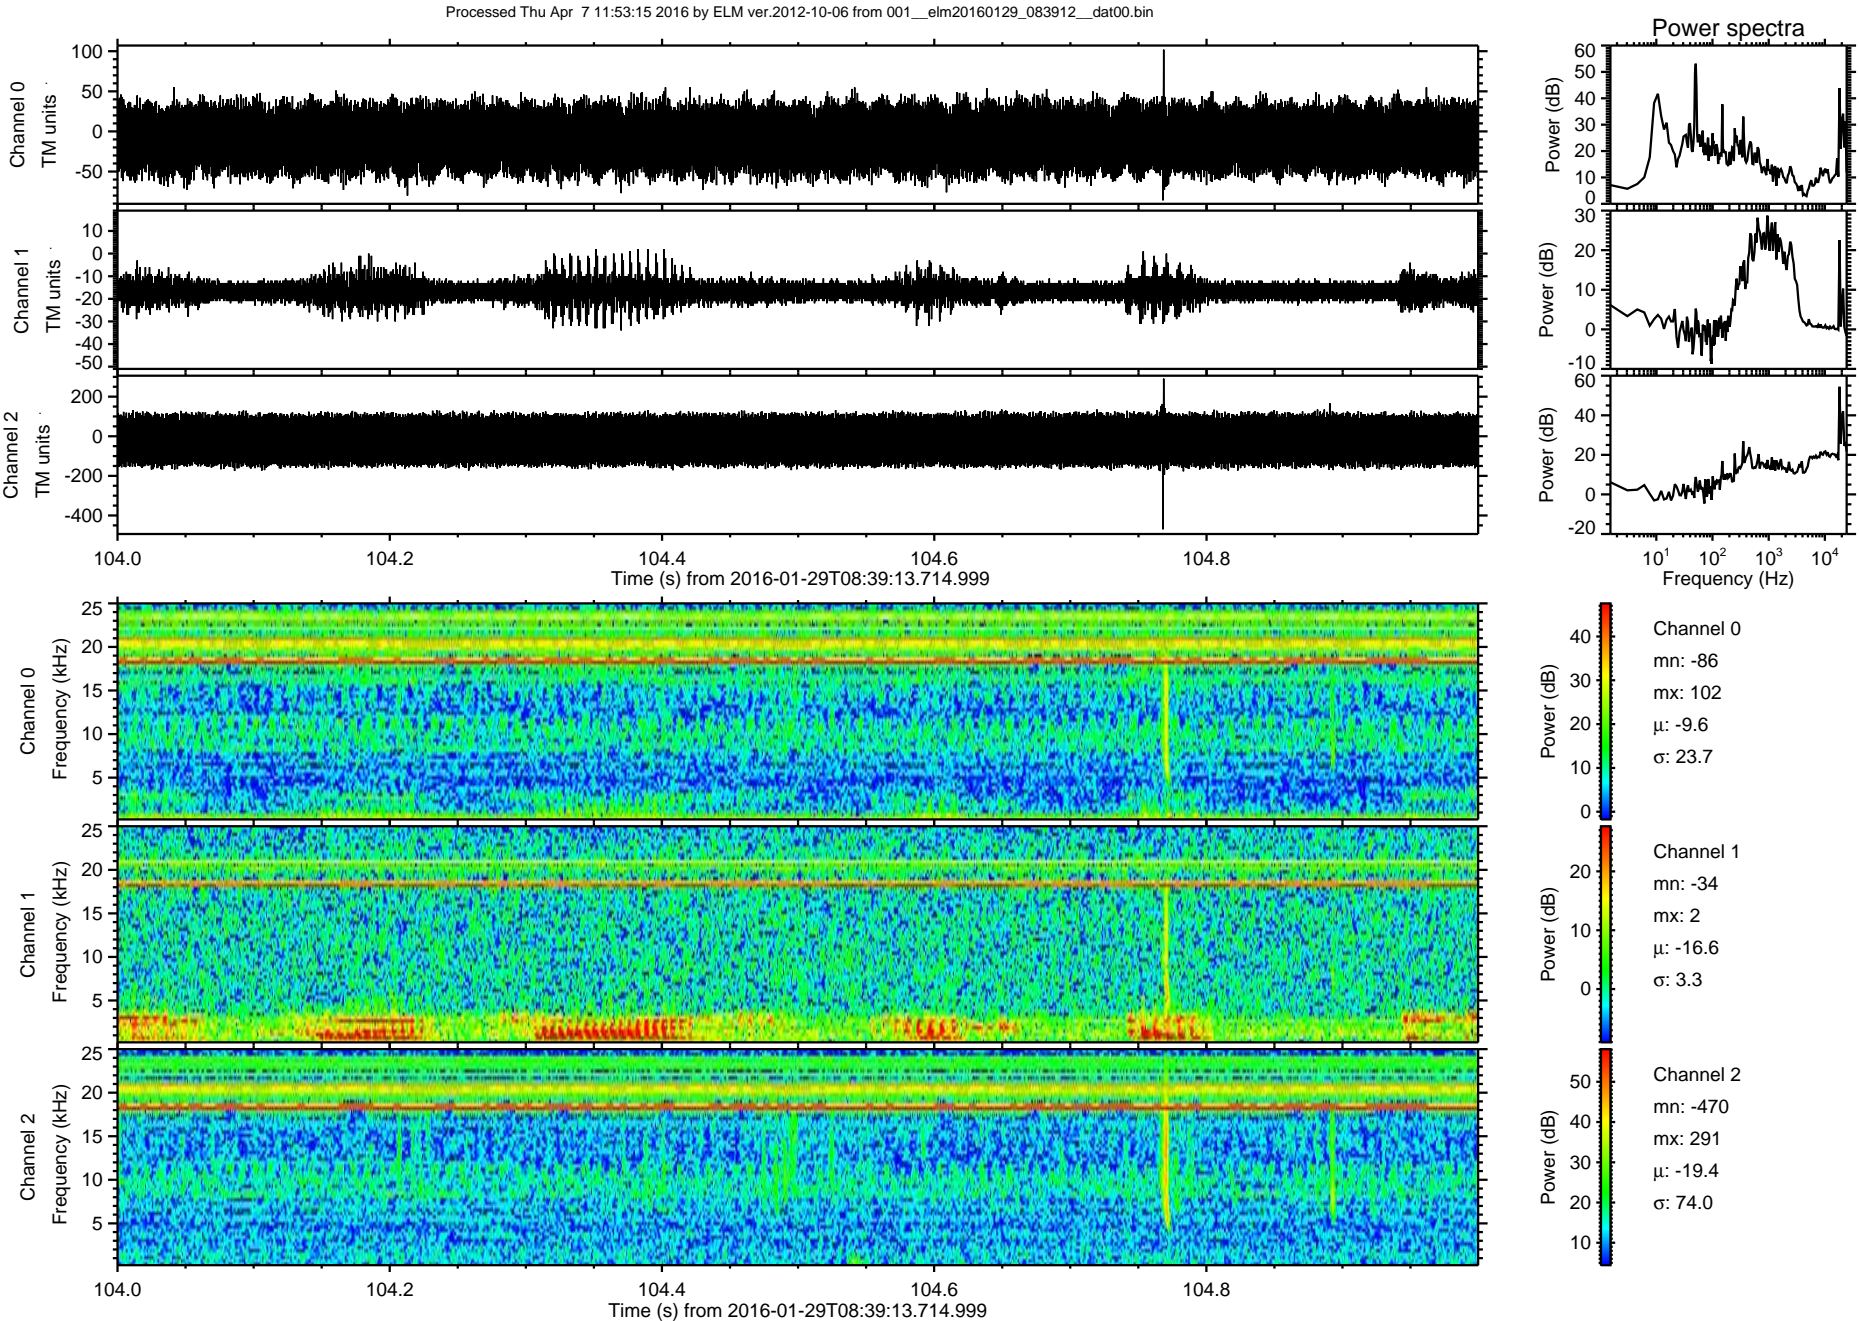 Processed Thu Apr  7 11:53:15 2016 by ELM ver.2012-10-06 from 001__elm20160129_083912__dat00.bin
Power spectra
Channel 0
TM units
100
50
0
-50
Power (dB)
60
50
40
30
20
10
0
Channel 1
TM units
10
0
-10
-20
-30
-40
-50
Power (dB)
30
20
10
0
-10
Channel 2
TM units
200
0
-200
-400
Power (dB)
60
40
20
0
-20
104.0 104.2 104.4 104.6 104.8
Time (s) from 2016-01-29T08:39:13.714.999
10¹ 10² 10³ 10⁴
Frequency (Hz)
Channel 0
Frequency (kHz)
25
20
15
10
5
Power (dB)
40
30
20
10
0
Channel 0
mn: -86
mx: 102
μ: -9.6
σ: 23.7
Channel 1
Frequency (kHz)
25
20
15
10
5
Power (dB)
20
10
0
Channel 1
mn: -34
mx: 2
μ: -16.6
σ: 3.3
Channel 2
Frequency (kHz)
25
20
15
10
5
Power (dB)
50
40
30
20
10
Channel 2
mn: -470
mx: 291
μ: -19.4
σ: 74.0
104.0 104.2 104.4 104.6 104.8
Time (s) from 2016-01-29T08:39:13.714.999